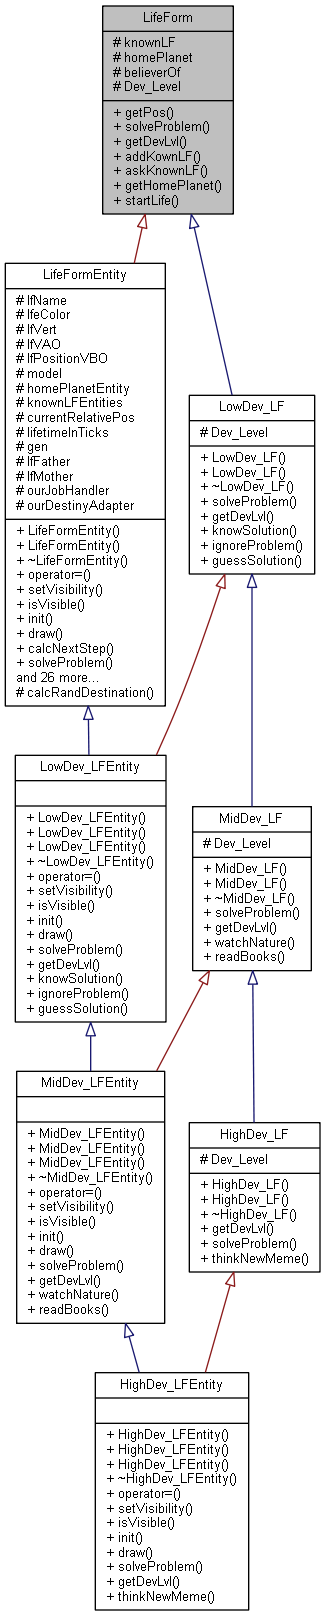 LifeForm
# knownLF
# homePlanet
# believerOf
# Dev_Level
+ getPos()
+ solveProblem()
+ getDevLvl()
+ addKownLF()
+ askKnownLF()
+ getHomePlanet()
+ startLife()
LifeFormEntity
# lfName
# lfeColor
# lfVert
# lfVAO
# lfPositionVBO
# model
# homePlanetEntity
# knownLFEntities
# currentRelativePos
# lifetimeInTicks
# gen
# lfFather
# lfMother
# ourJobHandler
# ourDestinyAdapter
+ LifeFormEntity()
+ LifeFormEntity()
+ ~LifeFormEntity()
+ operator=()
+ setVisibility()
+ isVisible()
+ init()
+ draw()
+ calcNextStep()
+ solveProblem()
and 26 more...
# calcRandDestination()
LowDev_LF
# Dev_Level
+ LowDev_LF()
+ LowDev_LF()
+ ~LowDev_LF()
+ solveProblem()
+ getDevLvl()
+ knowSolution()
+ ignoreProblem()
+ guessSolution()
LowDev_LFEntity
+ LowDev_LFEntity()
+ LowDev_LFEntity()
+ LowDev_LFEntity()
+ ~LowDev_LFEntity()
+ operator=()
+ setVisibility()
+ isVisible()
+ init()
+ draw()
+ solveProblem()
+ getDevLvl()
+ knowSolution()
+ ignoreProblem()
+ guessSolution()
MidDev_LF
# Dev_Level
+ MidDev_LF()
+ MidDev_LF()
+ ~MidDev_LF()
+ solveProblem()
+ getDevLvl()
+ watchNature()
+ readBooks()
MidDev_LFEntity
+ MidDev_LFEntity()
+ MidDev_LFEntity()
+ MidDev_LFEntity()
+ ~MidDev_LFEntity()
+ operator=()
+ setVisibility()
+ isVisible()
+ init()
+ draw()
+ solveProblem()
+ getDevLvl()
+ watchNature()
+ readBooks()
HighDev_LF
# Dev_Level
+ HighDev_LF()
+ HighDev_LF()
+ ~HighDev_LF()
+ getDevLvl()
+ solveProblem()
+ thinkNewMeme()
HighDev_LFEntity
+ HighDev_LFEntity()
+ HighDev_LFEntity()
+ HighDev_LFEntity()
+ ~HighDev_LFEntity()
+ operator=()
+ setVisibility()
+ isVisible()
+ init()
+ draw()
+ solveProblem()
+ getDevLvl()
+ thinkNewMeme()